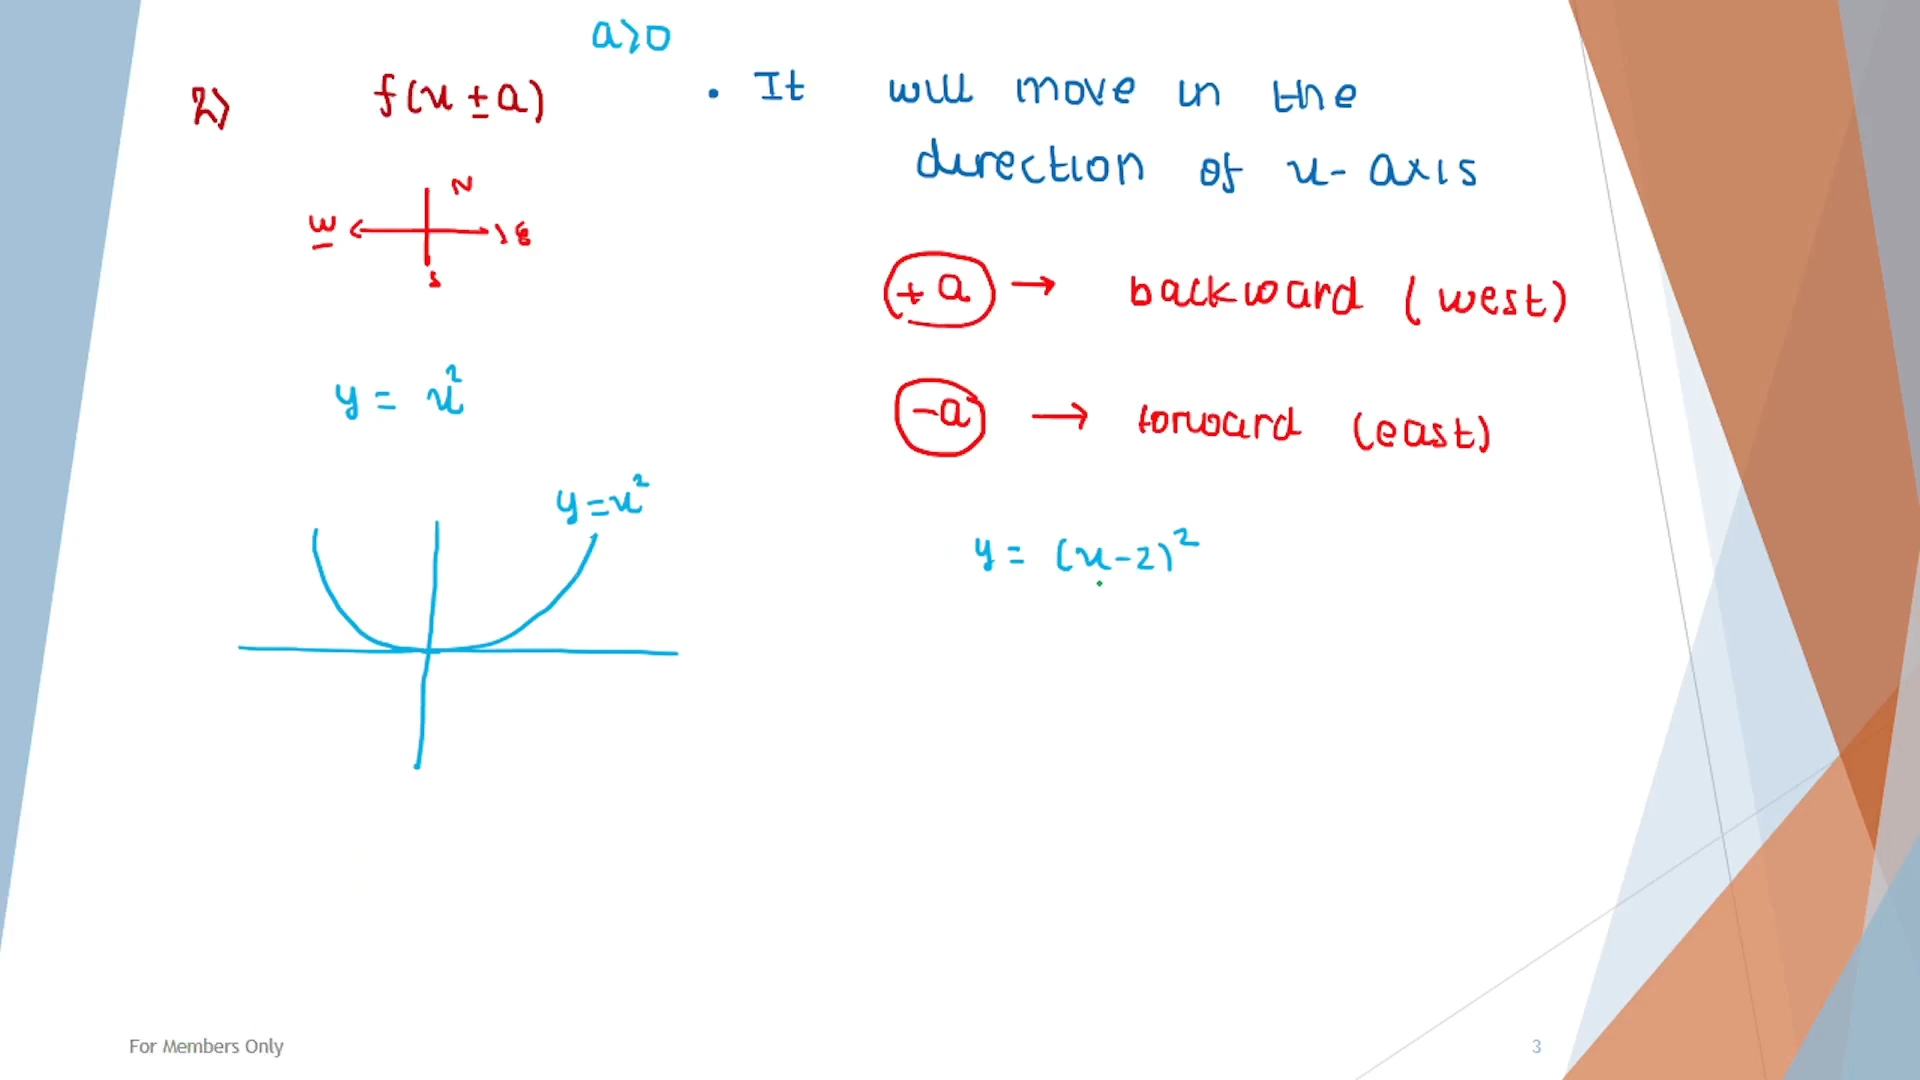 a>0
2) f(x ± a)
• It will move in the
direction of x-axis
N
W E
S
+a → backward (west)
-a → forward (east)
y = x²
y=x²
y = (x-2)²
For Members Only
3